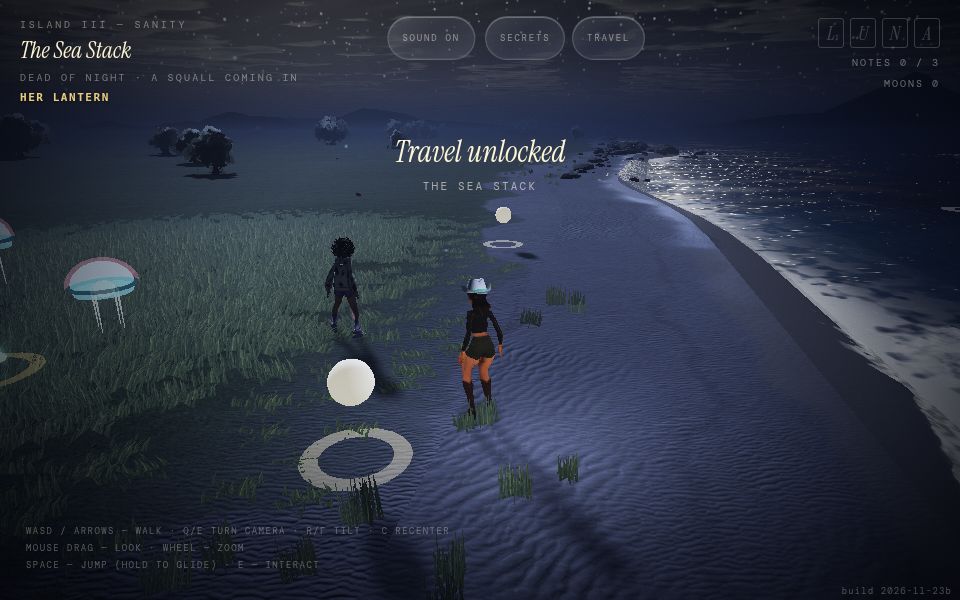 ISLAND III — SANITY
The Sea Stack
DEAD OF NIGHT · A SQUALL COMING IN
HER LANTERN
SOUND ON
SECRETS
TRAVEL
L U N A
NOTES 0 / 3
MOONS 0
Travel unlocked
THE SEA STACK
WASD / ARROWS — WALK · Q/E TURN CAMERA · R/F TILT · C RECENTER
MOUSE DRAG — LOOK · WHEEL — ZOOM
SPACE — JUMP (HOLD TO GLIDE) · E — INTERACT
build 2026-11-23b